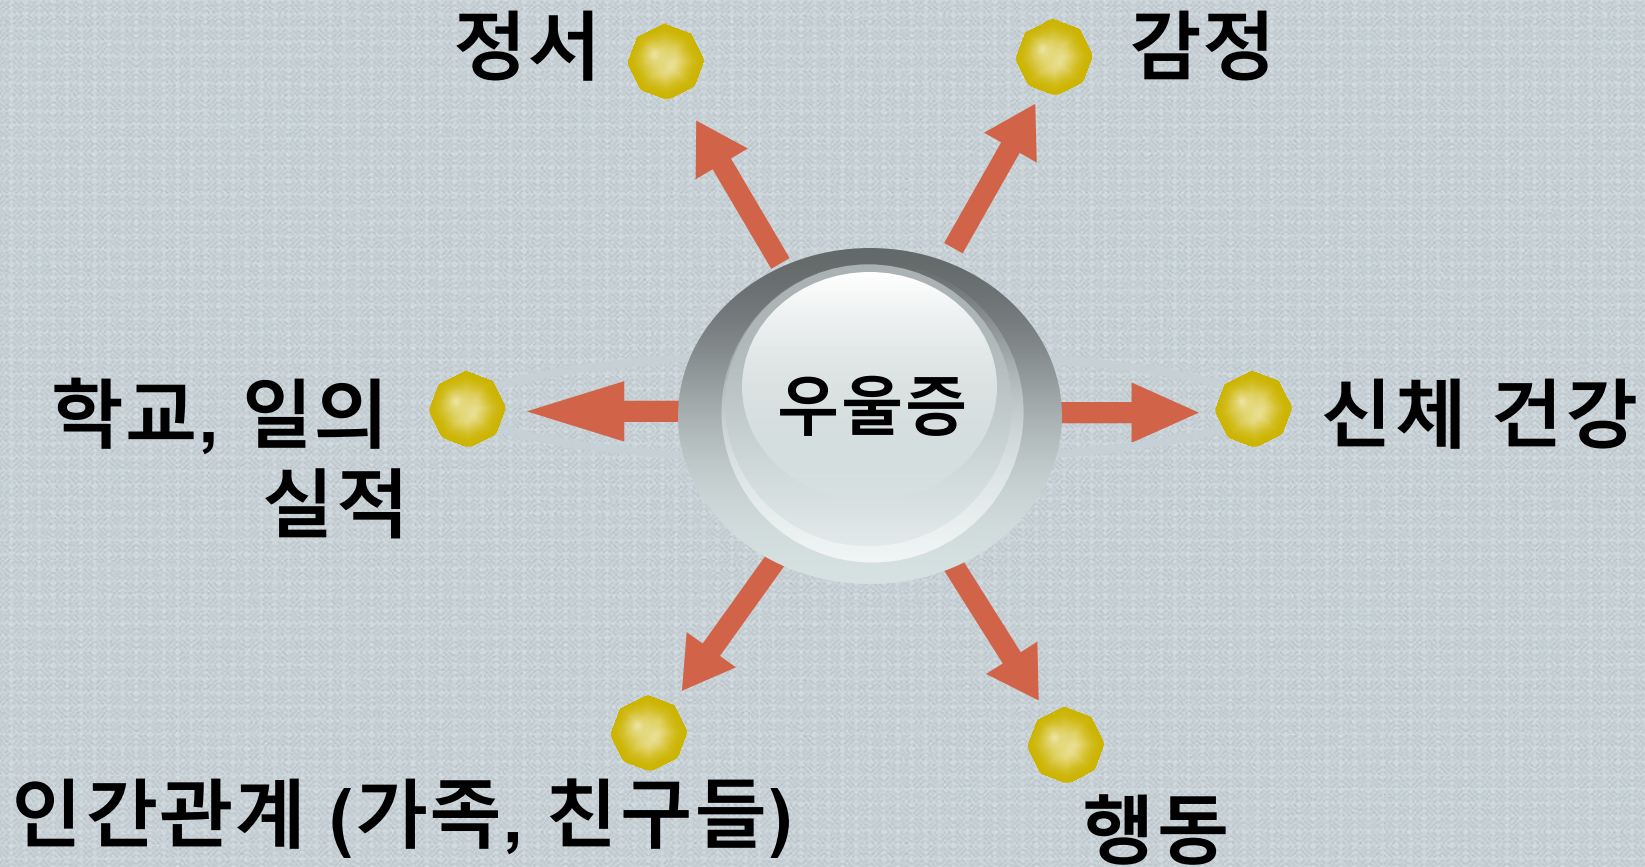 정서
감정
학교, 일의
실적
우울증
신체 건강
인간관계 (가족, 친구들)
행동